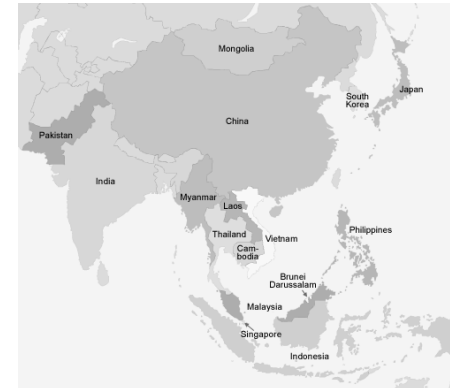 Mongolia
South
Korea
Japan
China
Pakistan
India
Myanmar
Laos
Thailand
Vietnam
Cam-
bodia
Philippines
Brunei
Darussalam
Malaysia
Singapore
Indonesia